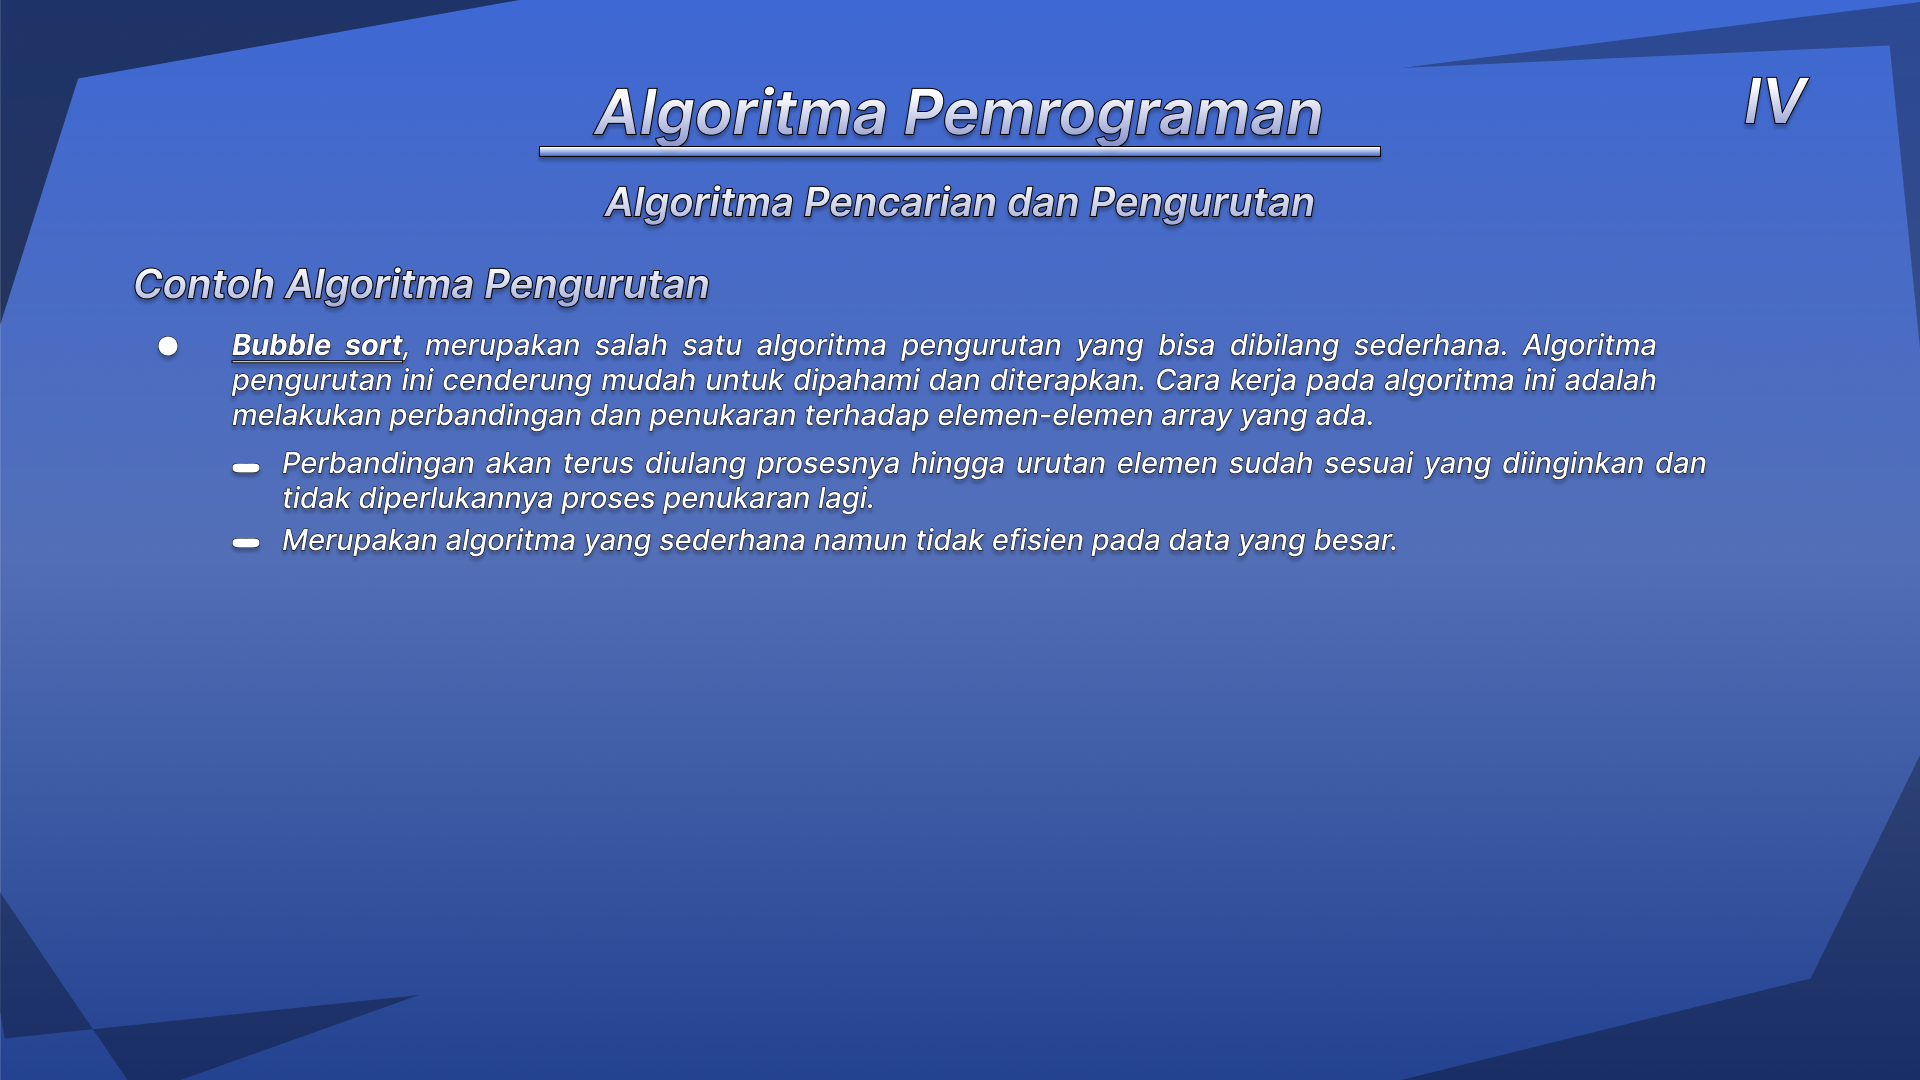 Algoritma Pemrograman
IV
Algoritma Pencarian dan Pengurutan
Contoh Algoritma Pengurutan
Bubble sort, merupakan salah satu algoritma pengurutan yang bisa dibilang sederhana. Algoritma
pengurutan ini cenderung mudah untuk dipahami dan diterapkan. Cara kerja pada algoritma ini adalah
melakukan perbandingan dan penukaran terhadap elemen-elemen array yang ada.
Perbandingan akan terus diulang prosesnya hingga urutan elemen sudah sesuai yang diinginkan dan
tidak diperlukannya proses penukaran lagi.
Merupakan algoritma yang sederhana namun tidak efisien pada data yang besar.